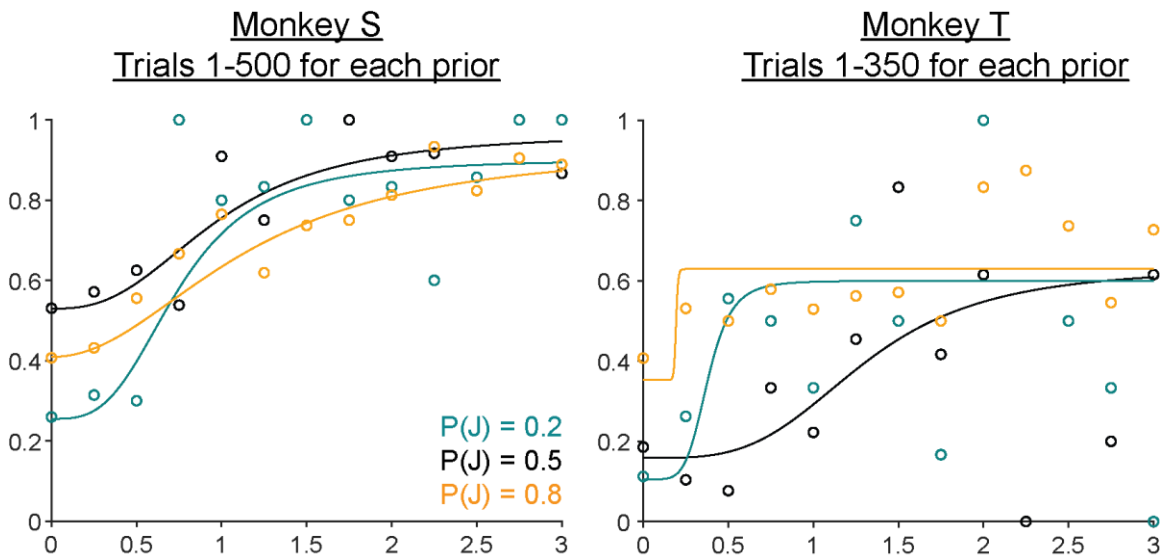 Monkey S
Trials 1-500 for each prior
1
0.8
0.6
0.4
0.2
0
0 0.5 1 1.5 2 2.5 3
P(J) = 0.2
P(J) = 0.5
P(J) = 0.8
Monkey T
Trials 1-350 for each prior
1
0.8
0.6
0.4
0.2
0
0 0.5 1 1.5 2 2.5 3